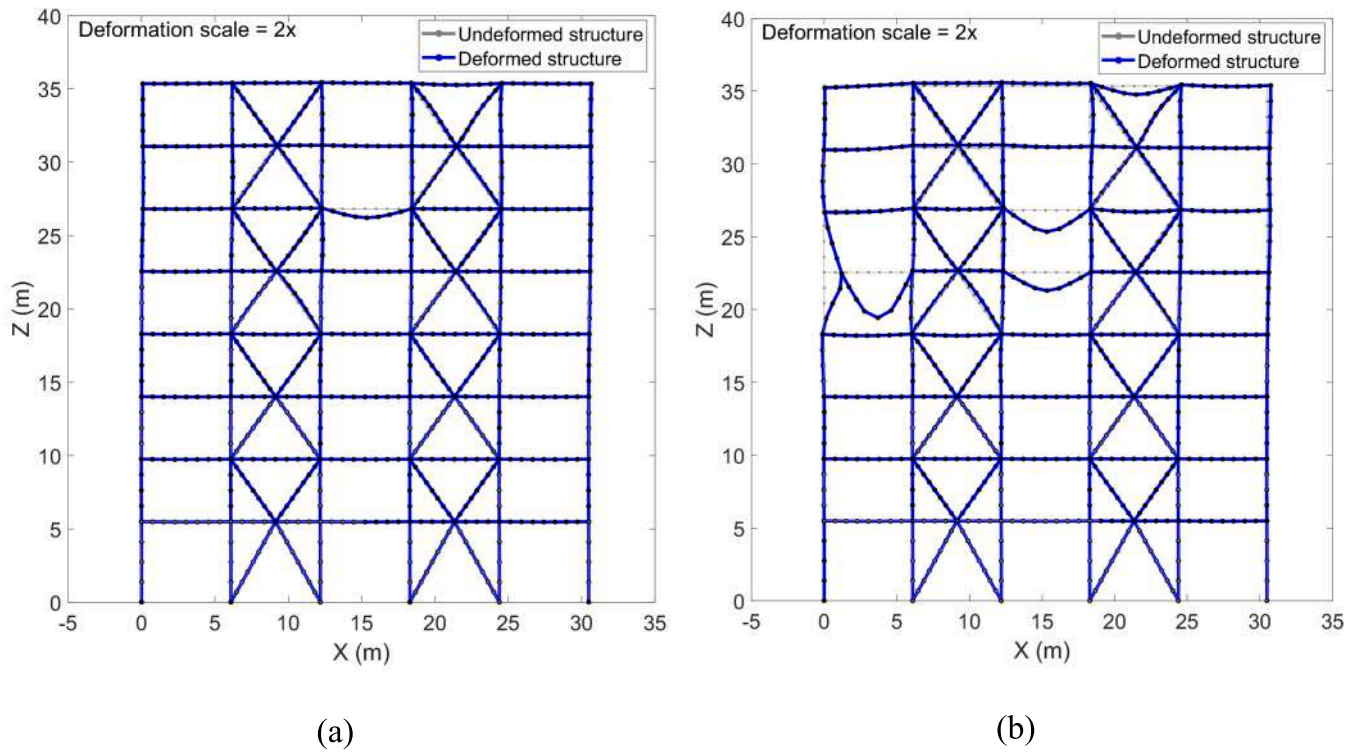 Deformation scale = 2x
Undeformed structure
Deformed structure
40
35
30
25
20
15
10
5
0
Z (m)
-5 0 5 10 15 20 25 30 35
X (m)
(a)
Deformation scale = 2x
Undeformed structure
Deformed structure
40
35
30
25
20
15
10
5
0
Z (m)
-5 0 5 10 15 20 25 30 35
X (m)
(b)